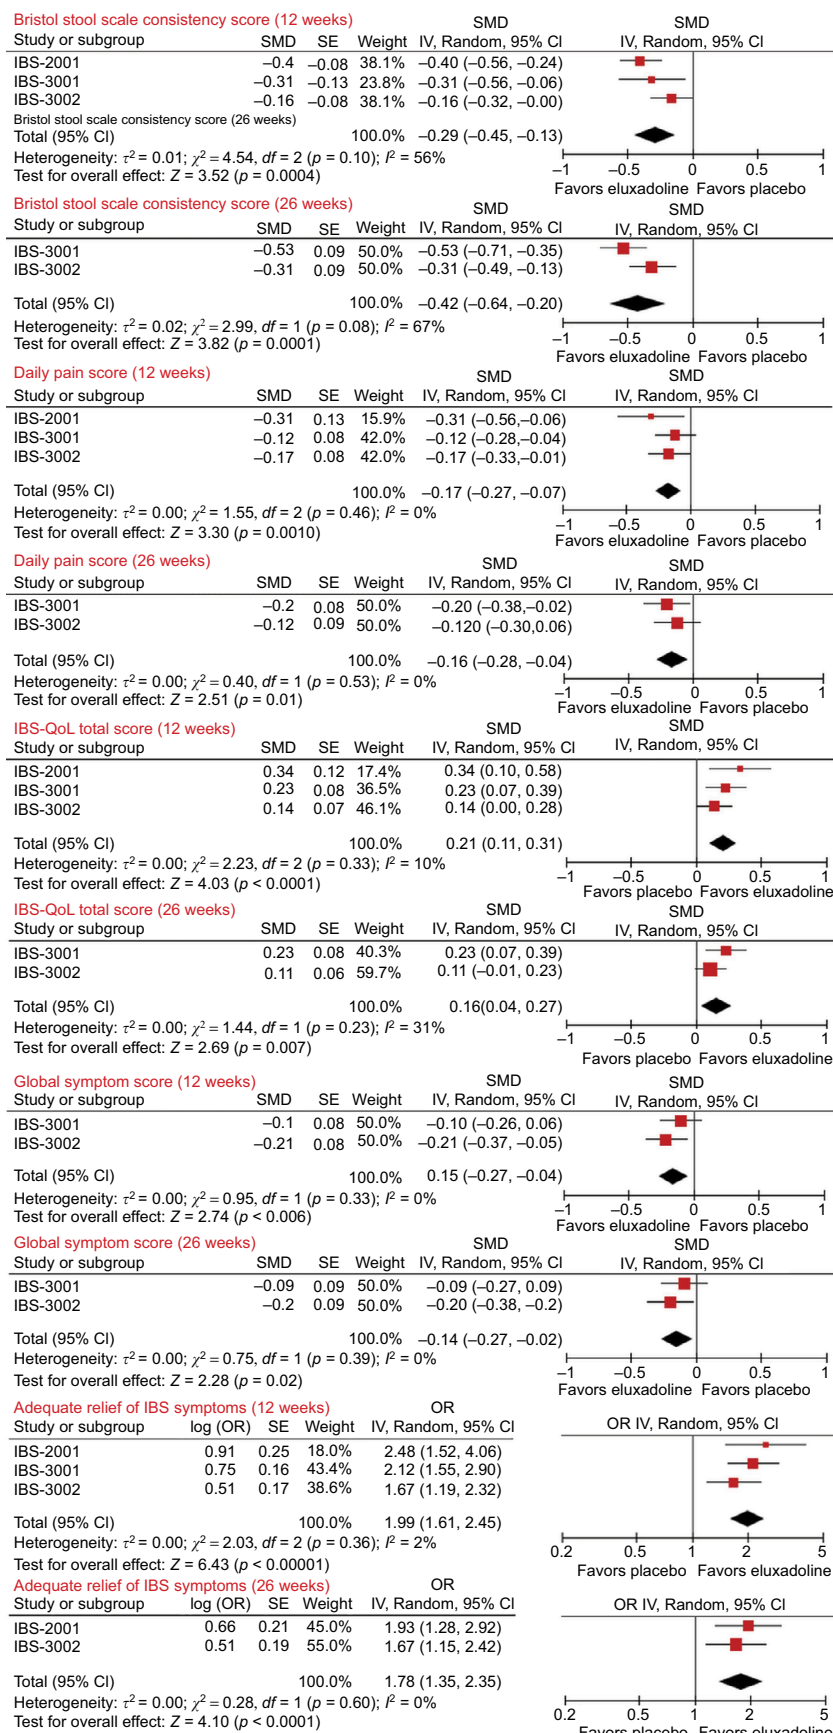 Bristol stool scale consistency score (12 weeks) SMD SMD
Study or subgroup SMD SE Weight IV, Random, 95% CI IV, Random, 95% CI
IBS-2001 –0.4 –0.08 38.1% –0.40 (–0.56, –0.24)
IBS-3001 –0.31 –0.13 23.8% –0.31 (–0.56, –0.06)
IBS-3002 –0.16 –0.08 38.1% –0.16 (–0.32, –0.00)
Bristol stool scale consistency score (26 weeks)
Total (95% CI) 100.0% –0.29 (–0.45, –0.13)
Heterogeneity: τ² = 0.01; χ² = 4.54, df = 2 (p = 0.10); I² = 56%
Test for overall effect: Z = 3.52 (p = 0.0004)
–1 –0.5 0 0.5 1
Favors eluxadoline Favors placebo
Bristol stool scale consistency score (26 weeks) SMD SMD
Study or subgroup SMD SE Weight IV, Random, 95% CI IV, Random, 95% CI
IBS-3001 –0.53 0.09 50.0% –0.53 (–0.71, –0.35)
IBS-3002 –0.31 0.09 50.0% –0.31 (–0.49, –0.13)
Total (95% CI) 100.0% –0.42 (–0.64, –0.20)
Heterogeneity: τ² = 0.02; χ² = 2.99, df = 1 (p = 0.08); I² = 67%
Test for overall effect: Z = 3.82 (p = 0.0001)
–1 –0.5 0 0.5 1
Favors eluxadoline Favors placebo
Daily pain score (12 weeks) SMD SMD
Study or subgroup SMD SE Weight IV, Random, 95% CI IV, Random, 95% CI
IBS-2001 –0.31 0.13 15.9% –0.31 (–0.56,–0.06)
IBS-3001 –0.12 0.08 42.0% –0.12 (–0.28,–0.04)
IBS-3002 –0.17 0.08 42.0% –0.17 (–0.33,–0.01)
Total (95% CI) 100.0% –0.17 (–0.27, –0.07)
Heterogeneity: τ² = 0.00; χ² = 1.55, df = 2 (p = 0.46); I² = 0%
Test for overall effect: Z = 3.30 (p = 0.0010)
–1 –0.5 0 0.5 1
Favors eluxadoline Favors placebo
Daily pain score (26 weeks) SMD SMD
Study or subgroup SMD SE Weight IV, Random, 95% CI IV, Random, 95% CI
IBS-3001 –0.2 0.08 50.0% –0.20 (–0.38,–0.02)
IBS-3002 –0.12 0.09 50.0% –0.120 (–0.30,0.06)
Total (95% CI) 100.0% –0.16 (–0.28, –0.04)
Heterogeneity: τ² = 0.00; χ² = 0.40, df = 1 (p = 0.53); I² = 0%
Test for overall effect: Z = 2.51 (p = 0.01)
–1 –0.5 0 0.5 1
Favors eluxadoline Favors placebo
IBS-QoL total score (12 weeks) SMD SMD
Study or subgroup SMD SE Weight IV, Random, 95% CI IV, Random, 95% CI
IBS-2001 0.34 0.12 17.4% 0.34 (0.10, 0.58)
IBS-3001 0.23 0.08 36.5% 0.23 (0.07, 0.39)
IBS-3002 0.14 0.07 46.1% 0.14 (0.00, 0.28)
Total (95% CI) 100.0% 0.21 (0.11, 0.31)
Heterogeneity: τ² = 0.00; χ² = 2.23, df = 2 (p = 0.33); I² = 10%
Test for overall effect: Z = 4.03 (p < 0.0001)
–1 –0.5 0 0.5 1
Favors placebo Favors eluxadoline
IBS-QoL total score (26 weeks) SMD SMD
Study or subgroup SMD SE Weight IV, Random, 95% CI IV, Random, 95% CI
IBS-3001 0.23 0.08 40.3% 0.23 (0.07, 0.39)
IBS-3002 0.11 0.06 59.7% 0.11 (–0.01, 0.23)
Total (95% CI) 100.0% 0.16(0.04, 0.27)
Heterogeneity: τ² = 0.00; χ² = 1.44, df = 1 (p = 0.23); I² = 31%
Test for overall effect: Z = 2.69 (p = 0.007)
–1 –0.5 0 0.5 1
Favors placebo Favors eluxadoline
Global symptom score (12 weeks) SMD SMD
Study or subgroup SMD SE Weight IV, Random, 95% CI IV, Random, 95% CI
IBS-3001 –0.1 0.08 50.0% –0.10 (–0.26, 0.06)
IBS-3002 –0.21 0.08 50.0% –0.21 (–0.37, –0.05)
Total (95% CI) 100.0% 0.15 (–0.27, –0.04)
Heterogeneity: τ² = 0.00; χ² = 0.95, df = 1 (p = 0.33); I² = 0%
Test for overall effect: Z = 2.74 (p < 0.006)
–1 –0.5 0 0.5 1
Favors eluxadoline Favors placebo
Global symptom score (26 weeks) SMD SMD
Study or subgroup SMD SE Weight IV, Random, 95% CI IV, Random, 95% CI
IBS-3001 –0.09 0.09 50.0% –0.09 (–0.27, 0.09)
IBS-3002 –0.2 0.09 50.0% –0.20 (–0.38, –0.2)
Total (95% CI) 100.0% –0.14 (–0.27, –0.02)
Heterogeneity: τ² = 0.00; χ² = 0.75, df = 1 (p = 0.39); I² = 0%
Test for overall effect: Z = 2.28 (p = 0.02)
–1 –0.5 0 0.5 1
Favors eluxadoline Favors placebo
Adequate relief of IBS symptoms (12 weeks) OR
Study or subgroup log (OR) SE Weight IV, Random, 95% CI OR IV, Random, 95% CI
IBS-2001 0.91 0.25 18.0% 2.48 (1.52, 4.06)
IBS-3001 0.75 0.16 43.4% 2.12 (1.55, 2.90)
IBS-3002 0.51 0.17 38.6% 1.67 (1.19, 2.32)
Total (95% CI) 100.0% 1.99 (1.61, 2.45)
Heterogeneity: τ² = 0.00; χ² = 2.03, df = 2 (p = 0.36); I² = 2%
Test for overall effect: Z = 6.43 (p < 0.00001)
0.2 0.5 1 2 5
Favors placebo Favors eluxadoline
Adequate relief of IBS symptoms (26 weeks) OR
Study or subgroup log (OR) SE Weight IV, Random, 95% CI OR IV, Random, 95% CI
IBS-2001 0.66 0.21 45.0% 1.93 (1.28, 2.92)
IBS-3002 0.51 0.19 55.0% 1.67 (1.15, 2.42)
Total (95% CI) 100.0% 1.78 (1.35, 2.35)
Heterogeneity: τ² = 0.00; χ² = 0.28, df = 1 (p = 0.60); I² = 0%
Test for overall effect: Z = 4.10 (p < 0.0001)
0.2 0.5 1 2 5
Favors placebo Favors eluxadoline